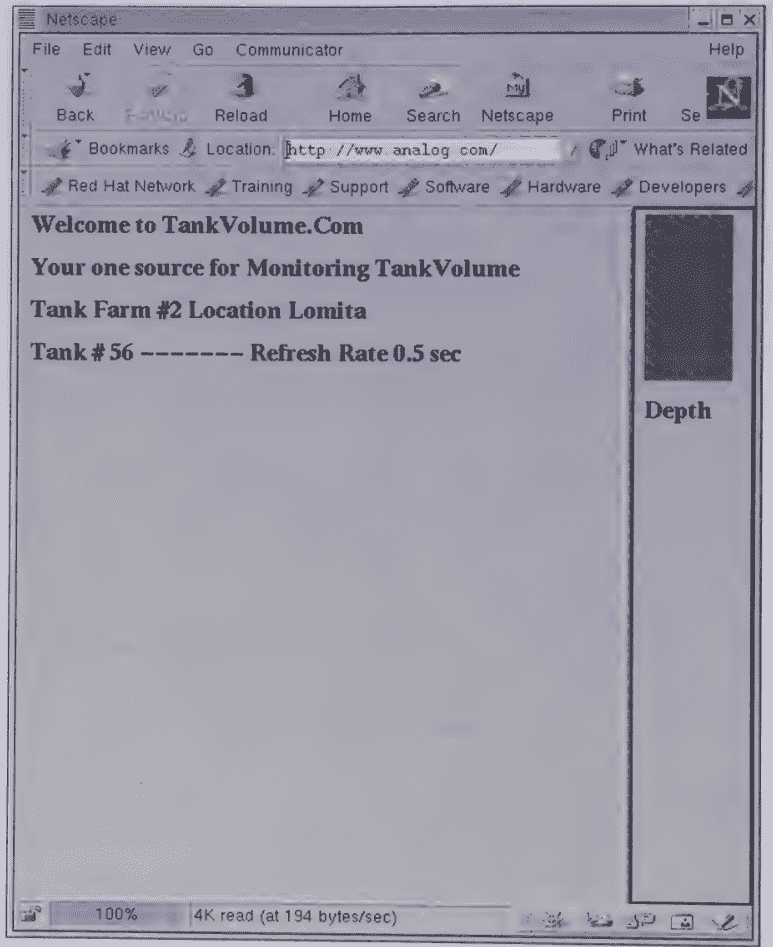 Netscape
File Edit View Go Communicator Help
Back Forward Reload Home Search Netscape Print Se
My
N
Bookmarks Location: http://www.analog.com/ What's Related
Red Hat Network Training Support Software Hardware Developers
Welcome to TankVolume.Com
Your one source for Monitoring TankVolume
Tank Farm #2 Location Lomita
Tank # 56 ------- Refresh Rate 0.5 sec
Depth
100% 4K read (at 194 bytes/sec)